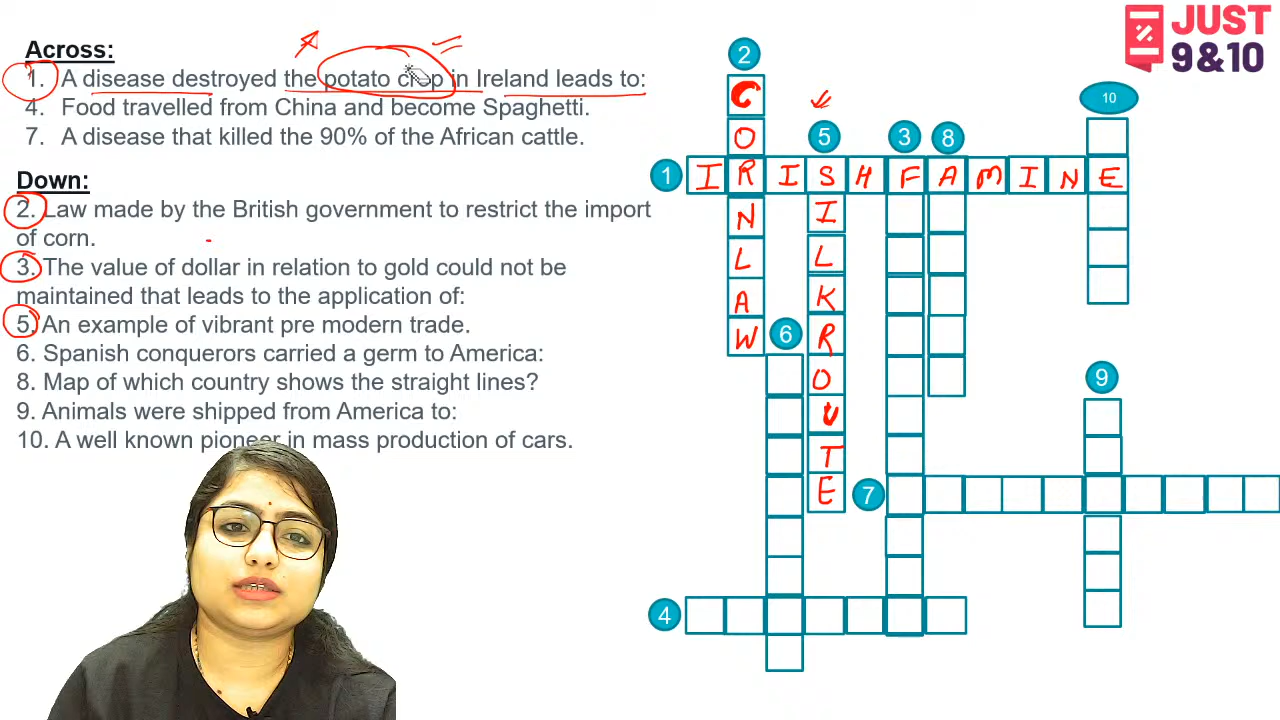 Across:
1. A disease destroyed the potato crop in Ireland leads to:
4. Food travelled from China and become Spaghetti.
7. A disease that killed the 90% of the African cattle.
Down:
2. Law made by the British government to restrict the import
of corn.
3. The value of dollar in relation to gold could not be
maintained that leads to the application of:
5. An example of vibrant pre modern trade.
6. Spanish conquerors carried a germ to America:
8. Map of which country shows the straight lines?
9. Animals were shipped from America to:
10. A well known pioneer in mass production of cars.
JUST
9&10
2
10
5
3
8
1
IRISHFAMINE
CORNLAW
SILKROUTE
6
9
7
4